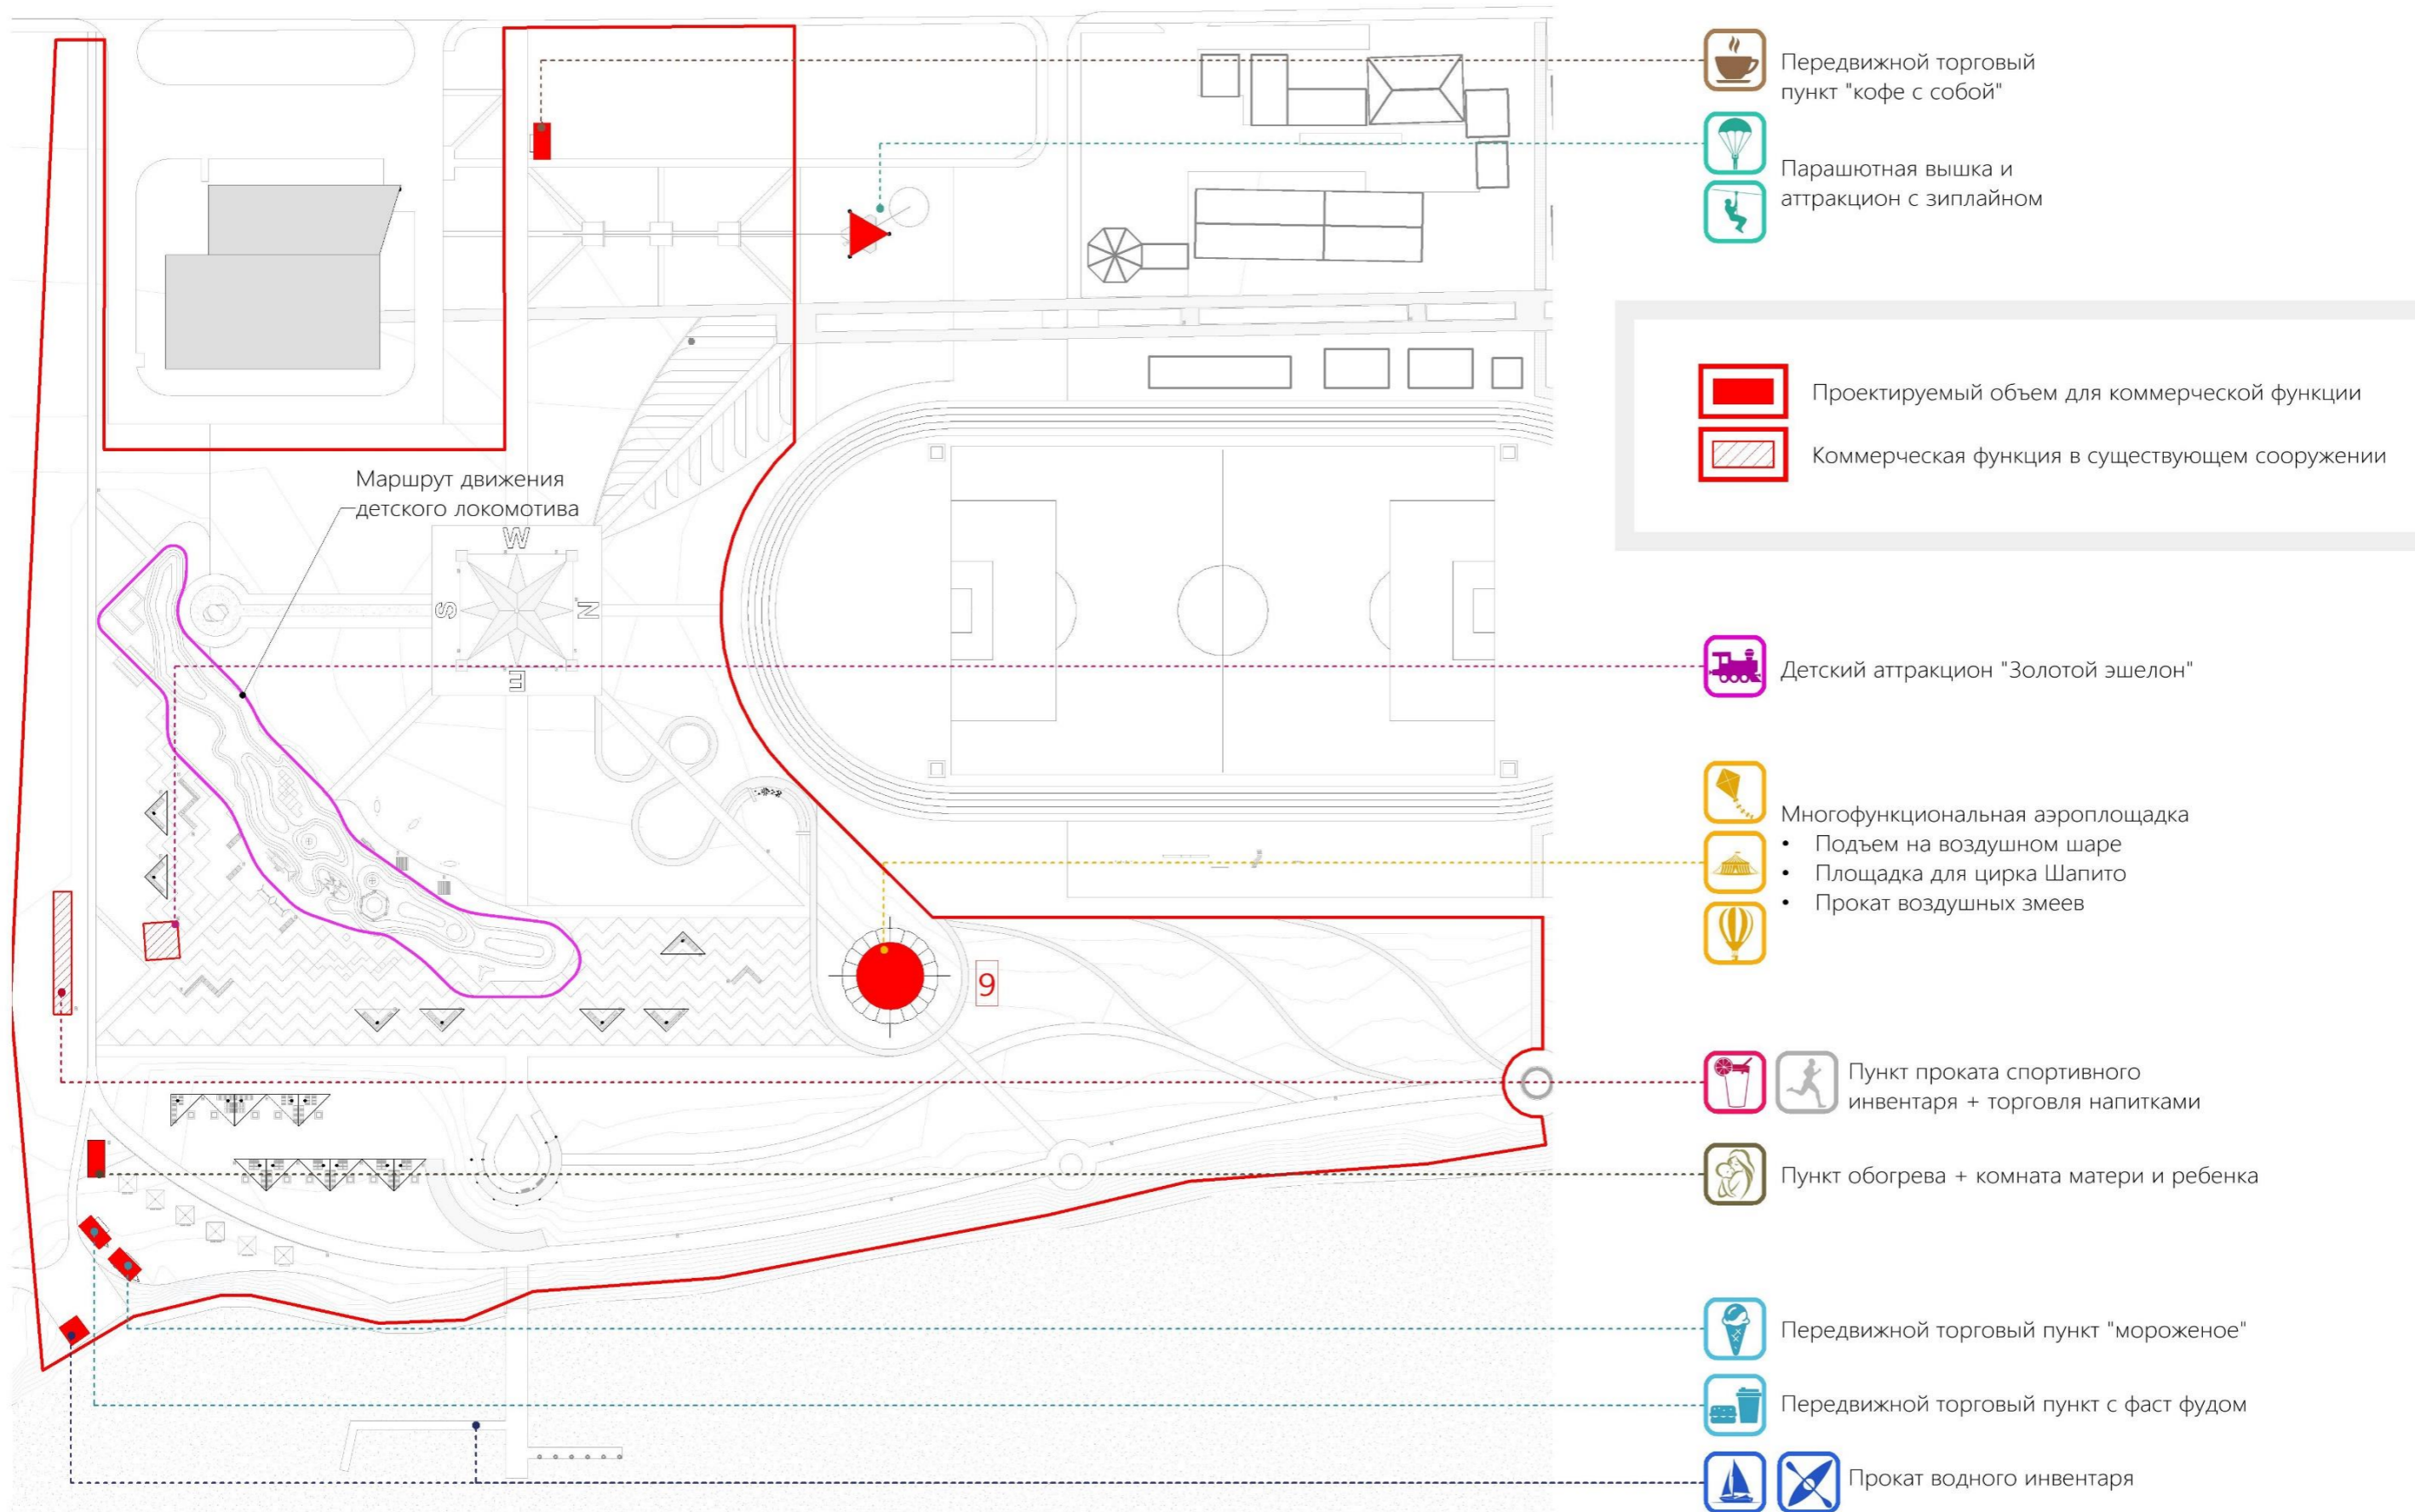 Передвижной торговый
пункт "кофе с собой"
Парашютная вышка и
аттракцион с зиплайном
Проектируемый объем для коммерческой функции
Коммерческая функция в существующем сооружении
Маршрут движения
детского локомотива
W
S
N
E
Детский аттракцион "Золотой эшелон"
Многофункциональная аэроплощадка
• Подъем на воздушном шаре
• Площадка для цирка Шапито
• Прокат воздушных змеев
9
Пункт проката спортивного
инвентаря + торговля напитками
Пункт обогрева + комната матери и ребенка
Передвижной торговый пункт "мороженое"
Передвижной торговый пункт с фаст фудом
Прокат водного инвентаря